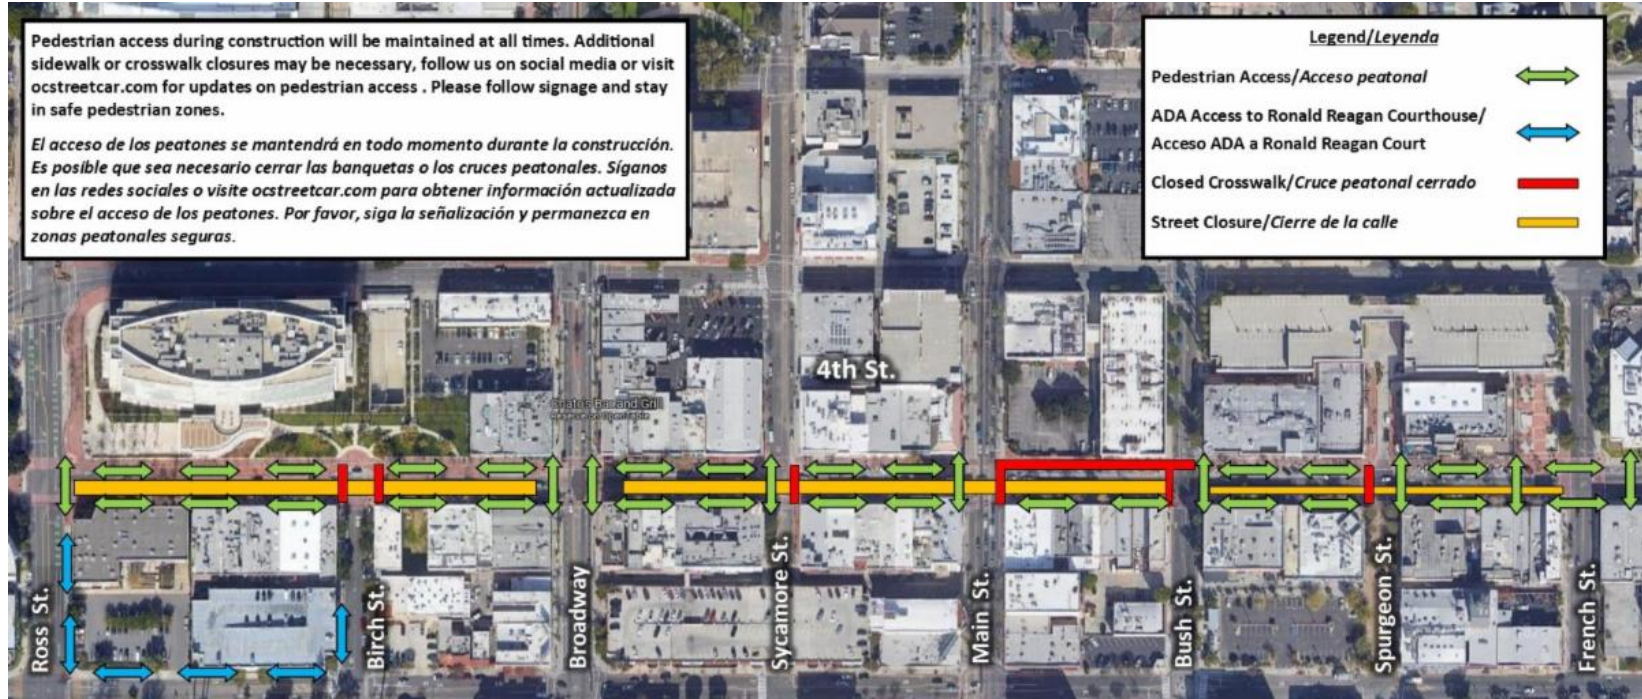 Pedestrian access during construction will be maintained at all times. Additional
sidewalk or crosswalk closures may be necessary, follow us on social media or visit
ocstreetcar.com for updates on pedestrian access . Please follow signage and stay
in safe pedestrian zones.
El acceso de los peatones se mantendrá en todo momento durante la construcción.
Es posible que sea necesario cerrar las banquetas o los cruces peatonales. Síganos
en las redes sociales o visite ocstreetcar.com para obtener información actualizada
sobre el acceso de los peatones. Por favor, siga la señalización y permanezca en
zonas peatonales seguras.
Legend/Leyenda
Pedestrian Access/Acceso peatonal
ADA Access to Ronald Reagan Courthouse/
Acceso ADA a Ronald Reagan Court
Closed Crosswalk/Cruce peatonal cerrado
Street Closure/Cierre de la calle
4th St.
Bar and Grill
Ross St.
Birch St.
Broadway
Sycamore St.
Main St.
Bush St.
Spurgeon St.
French St.